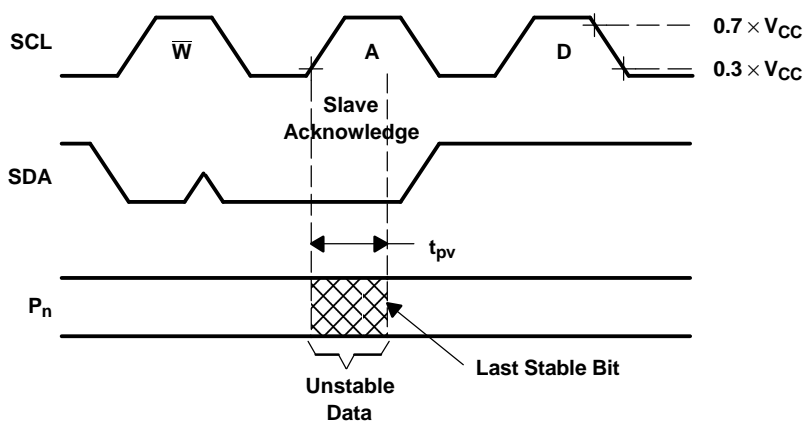 SCL
W̅
A
D
0.7 × VCC
0.3 × VCC
Slave
Acknowledge
SDA
tpv
Pn
Last Stable Bit
Unstable
Data